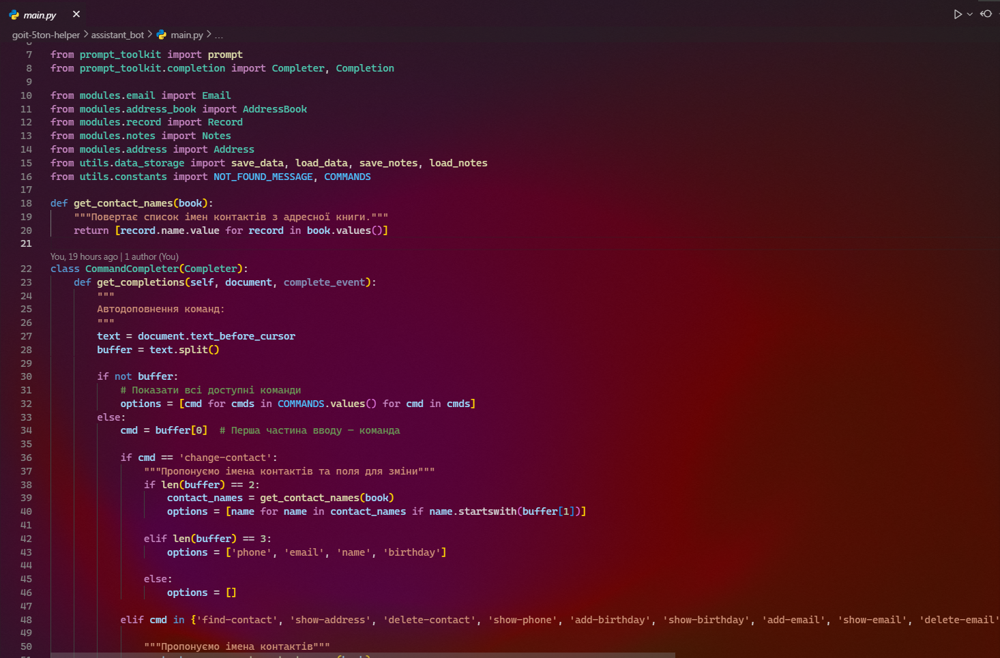 main.py
goit-5ton-helper > assistant_bot > main.py > ...
7 from prompt_toolkit import prompt
8 from prompt_toolkit.completion import Completer, Completion
9
10 from modules.email import Email
11 from modules.address_book import AddressBook
12 from modules.record import Record
13 from modules.notes import Notes
14 from modules.address import Address
15 from utils.data_storage import save_data, load_data, save_notes, load_notes
16 from utils.constants import NOT_FOUND_MESSAGE, COMMANDS
17
18 def get_contact_names(book):
19     """Повертає список імен контактів з адресної книги."""
20     return [record.name.value for record in book.values()]
21
You, 19 hours ago | 1 author (You)
22 class CommandCompleter(Completer):
23     def get_completions(self, document, complete_event):
24         """
25         Автодоповнення команд:
26         """
27         text = document.text_before_cursor
28         buffer = text.split()
29
30         if not buffer:
31             # Показати всі доступні команди
32             options = [cmd for cmds in COMMANDS.values() for cmd in cmds]
33         else:
34             cmd = buffer[0]  # Перша частина вводу — команда
35
36             if cmd == 'change-contact':
37                 """Пропонуємо імена контактів та поля для зміни"""
38                 if len(buffer) == 2:
39                     contact_names = get_contact_names(book)
40                     options = [name for name in contact_names if name.startswith(buffer[1])]
41
42                 elif len(buffer) == 3:
43                     options = ['phone', 'email', 'name', 'birthday']
44
45                 else:
46                     options = []
47
48             elif cmd in {'find-contact', 'show-address', 'delete-contact', 'show-phone', 'add-birthday', 'show-birthday', 'add-email', 'show-email', 'delete-email'
49
50                 """Пропонуємо імена контактів"""